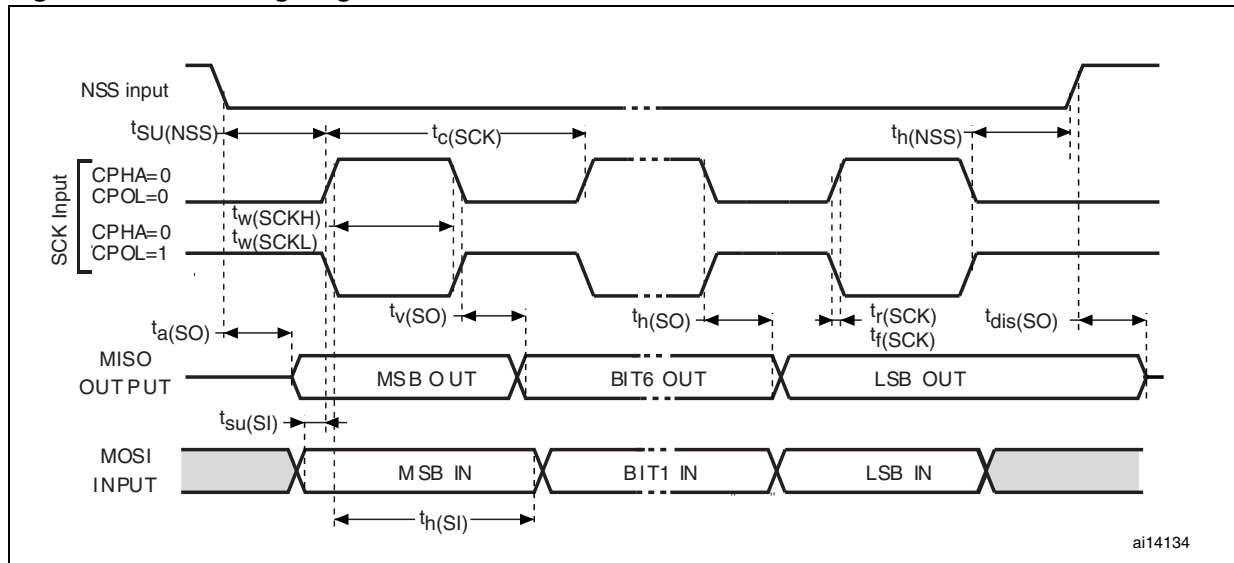 NSS input
tSU(NSS)
tc(SCK)
th(NSS)
SCK Input
CPHA=0
CPOL=0
tw(SCKH)
tw(SCKL)
CPHA=0
CPOL=1
ta(SO)
tv(SO)
th(SO)
tr(SCK)
tf(SCK)
tdis(SO)
MISO
OUTPUT
MSB OUT
BIT6 OUT
LSB OUT
tsu(SI)
MOSI
INPUT
MSB IN
BIT1 IN
LSB IN
th(SI)
ai14134